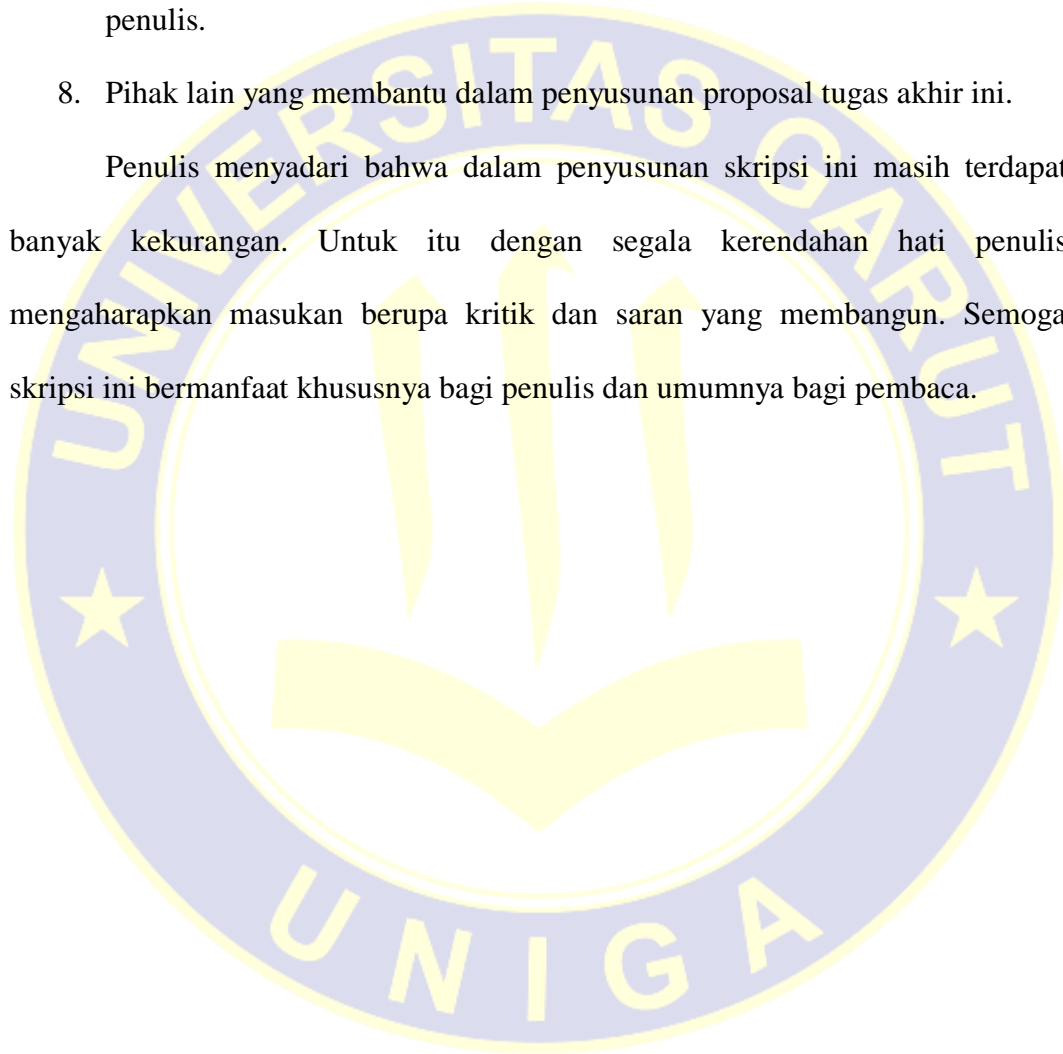 penulis.
8. Pihak lain yang membantu dalam penyusunan proposal tugas akhir ini.
Penulis menyadari bahwa dalam penyusunan skripsi ini masih terdapat
banyak kekurangan. Untuk itu dengan segala kerendahan hati penulis
mengaharapkan masukan berupa kritik dan saran yang membangun. Semoga
skripsi ini bermanfaat khususnya bagi penulis dan umumnya bagi pembaca.
UNIVERSITAS GARUT
UNIGA